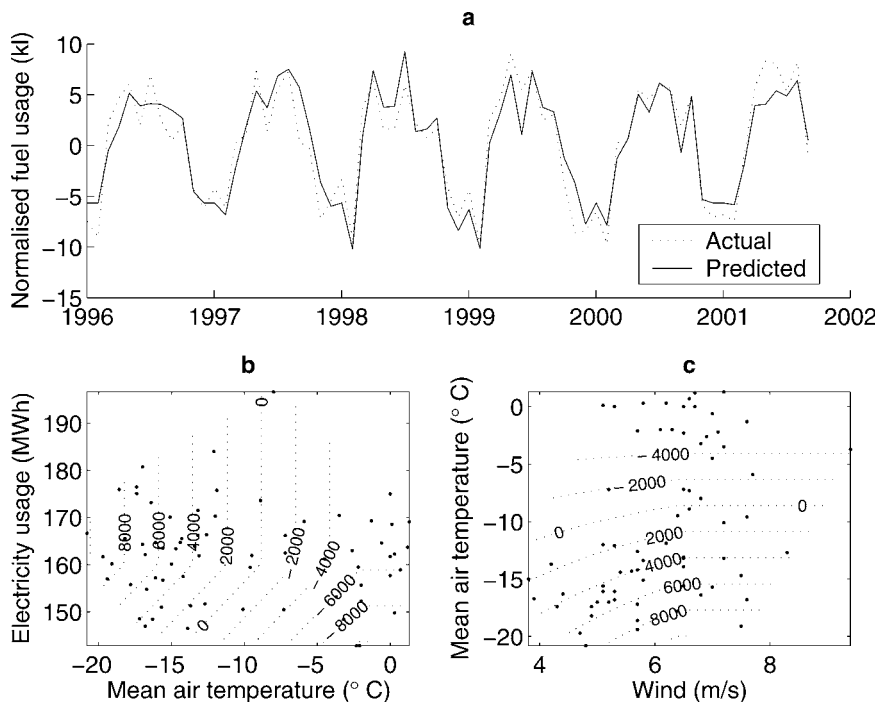 a
Normalised fuel usage (kl)
10
5
0
−5
−10
−15
Actual
Predicted
1996 1997 1998 1999 2000 2001 2002
b
Electricity usage (MWh)
190
180
170
160
150
0
8000 6000 4000 2000 −2000 −4000
−6000
0 −8000
−20 −15 −10 −5 0
Mean air temperature (° C)
c
Mean air temperature (° C)
0
−5
−10
−15
−20
−4000
−2000
0 0
2000
4000
6000
8000
4 6 8
Wind (m/s)